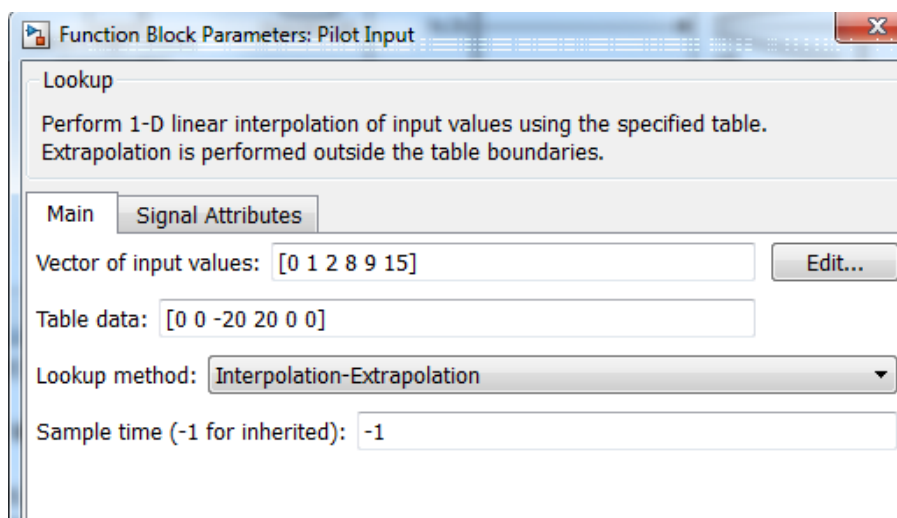 Function Block Parameters: Pilot Input
X
Lookup
Perform 1-D linear interpolation of input values using the specified table.
Extrapolation is performed outside the table boundaries.
Main Signal Attributes
Vector of input values: [0 1 2 8 9 15] Edit...
Table data: [0 0 -20 20 0 0]
Lookup method: Interpolation-Extrapolation
Sample time (-1 for inherited): -1